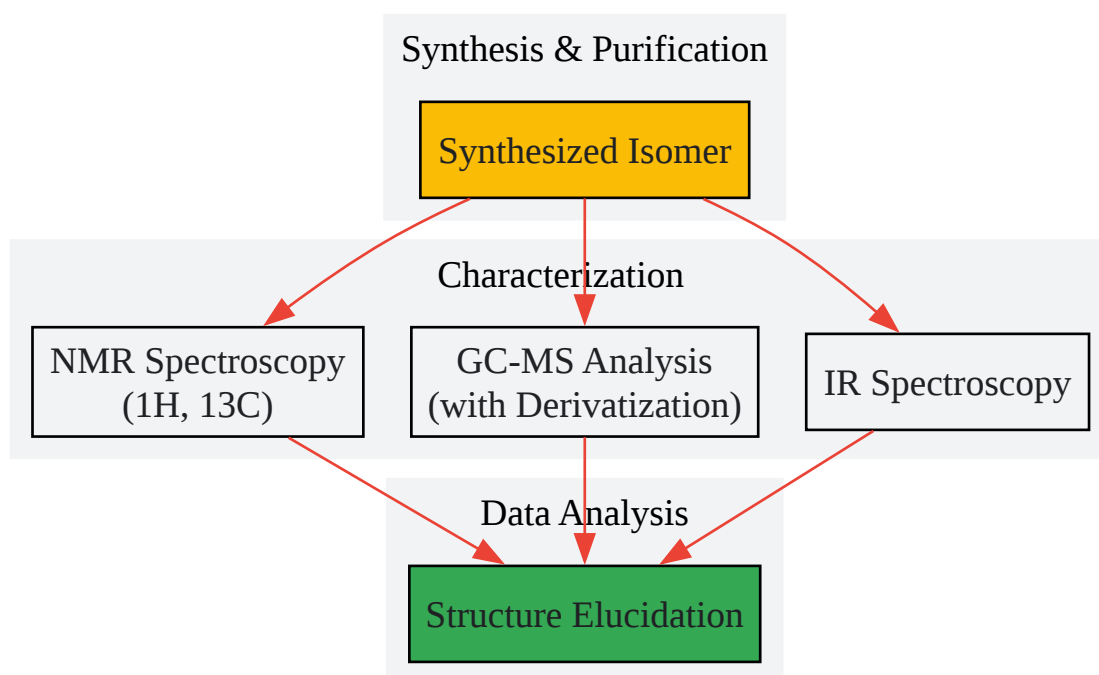 Synthesis & Purification
Synthesized Isomer
Characterization
NMR Spectroscopy
(1H, 13C)
GC-MS Analysis
(with Derivatization)
IR Spectroscopy
Data Analysis
Structure Elucidation